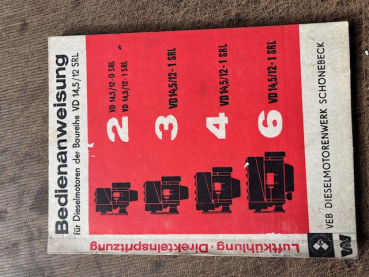 Bedienanweisung
für Dieselmotoren der Baureihe VD 14,5/12 SRL
2 VD 14,5/12-0 SRL
VD 14,5/12-1 SRL
3 VD 14,5/12-1 SRL
4 VD 14,5/12-1 SRL
6 VD 14,5/12-1 SRL
Luftkühlung · Direkteinspritzung
VEB DIESELMOTORENWERK SCHÖNEBECK